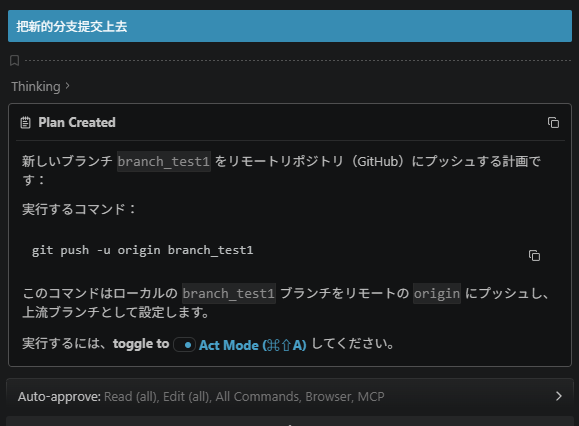 把新的分支提交上去
Thinking
Plan Created
新しいブランチ branch_test1 をリモートリポジトリ（GitHub）にプッシュする計画で
す：
実行するコマンド：
git push -u origin branch_test1
このコマンドはローカルの branch_test1 ブランチをリモートの origin にプッシュし、
上流ブランチとして設定します。
実行するには、toggle to Act Mode (⌘⇧A) してください。
Auto-approve: Read (all), Edit (all), All Commands, Browser, MCP